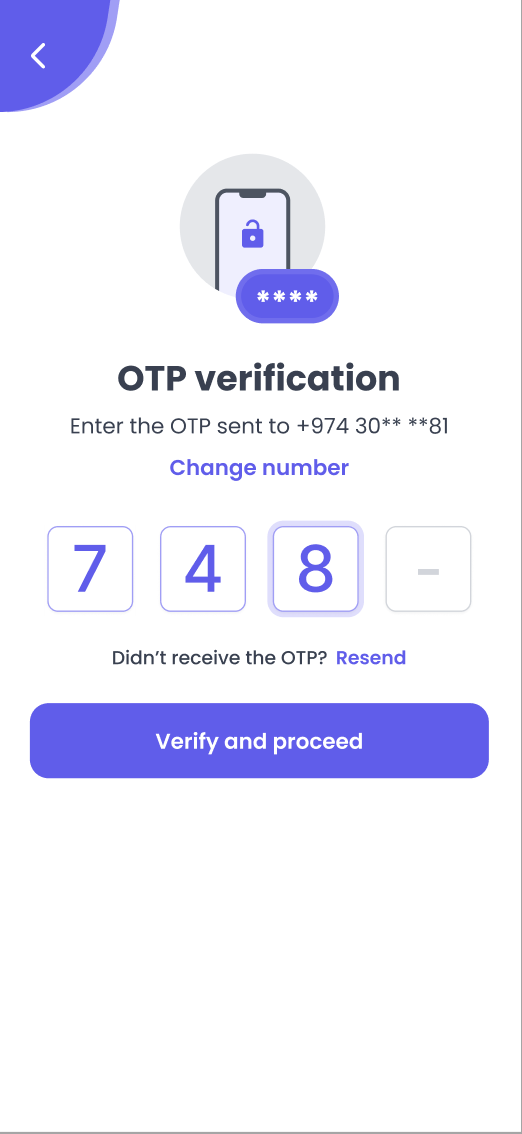 ****
OTP verification
Enter the OTP sent to +974 30** **81
Change number
7 4 8 -
Didn’t receive the OTP? Resend
Verify and proceed